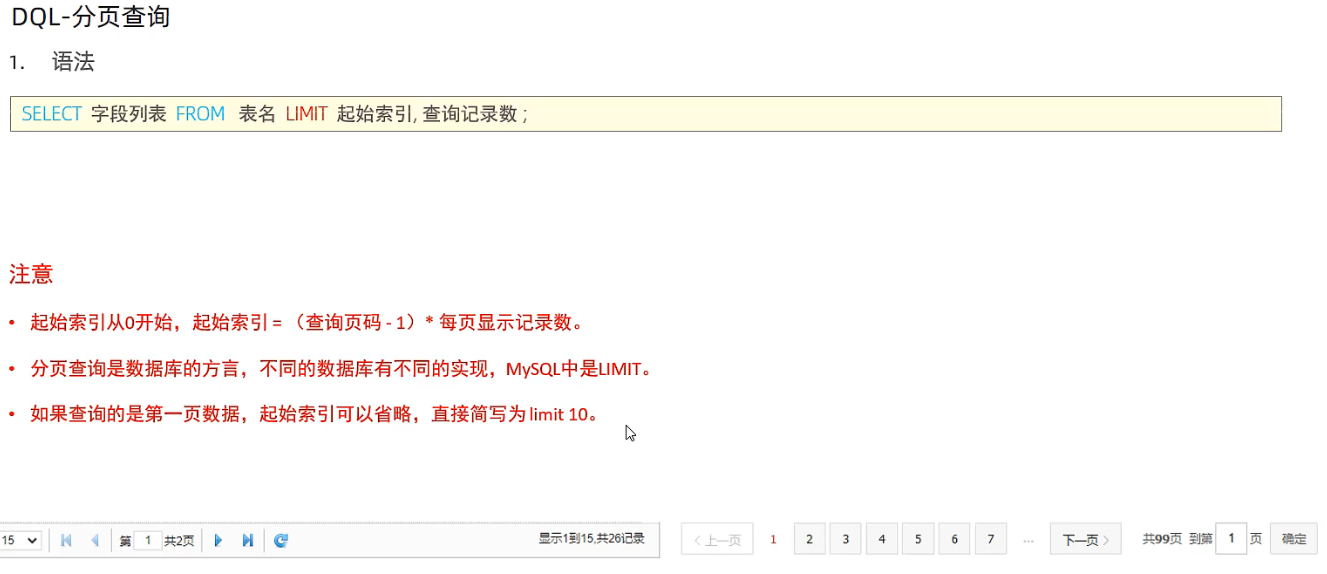 DQL-分页查询
1. 语法
SELECT 字段列表 FROM 表名 LIMIT 起始索引, 查询记录数 ;
注意
• 起始索引从0开始，起始索引 = （查询页码 - 1）* 每页显示记录数。
• 分页查询是数据库的方言，不同的数据库有不同的实现，MySQL中是LIMIT。
• 如果查询的是第一页数据，起始索引可以省略，直接简写为 limit 10。
15 第 1 共2页 显示1到15,共26记录 < 上一页 1 2 3 4 5 6 7 ... 下一页 > 共99页 到第 1 页 确定